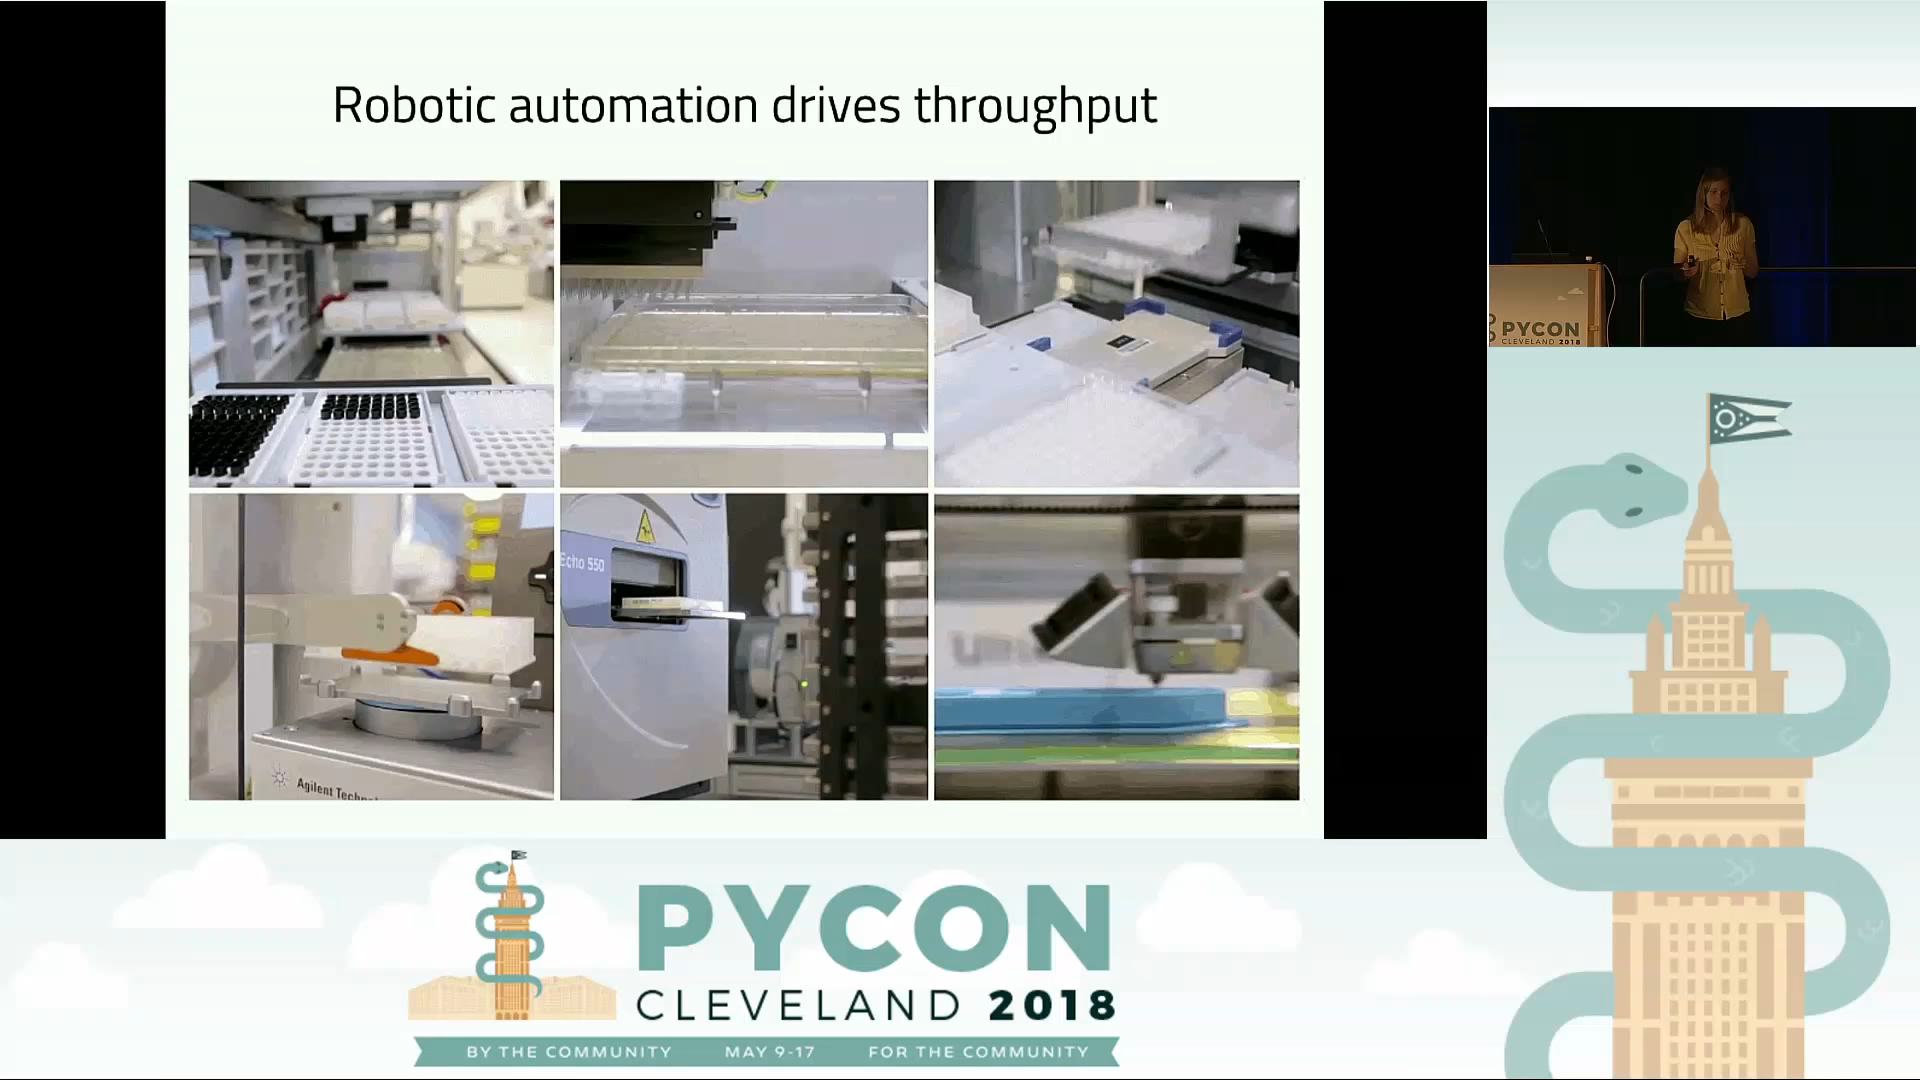 Robotic automation drives throughput
Echo 550
Agilent Techno
PYCON
CLEVELAND 2018
PYCON
CLEVELAND 2018
BY THE COMMUNITY MAY 9-17 FOR THE COMMUNITY